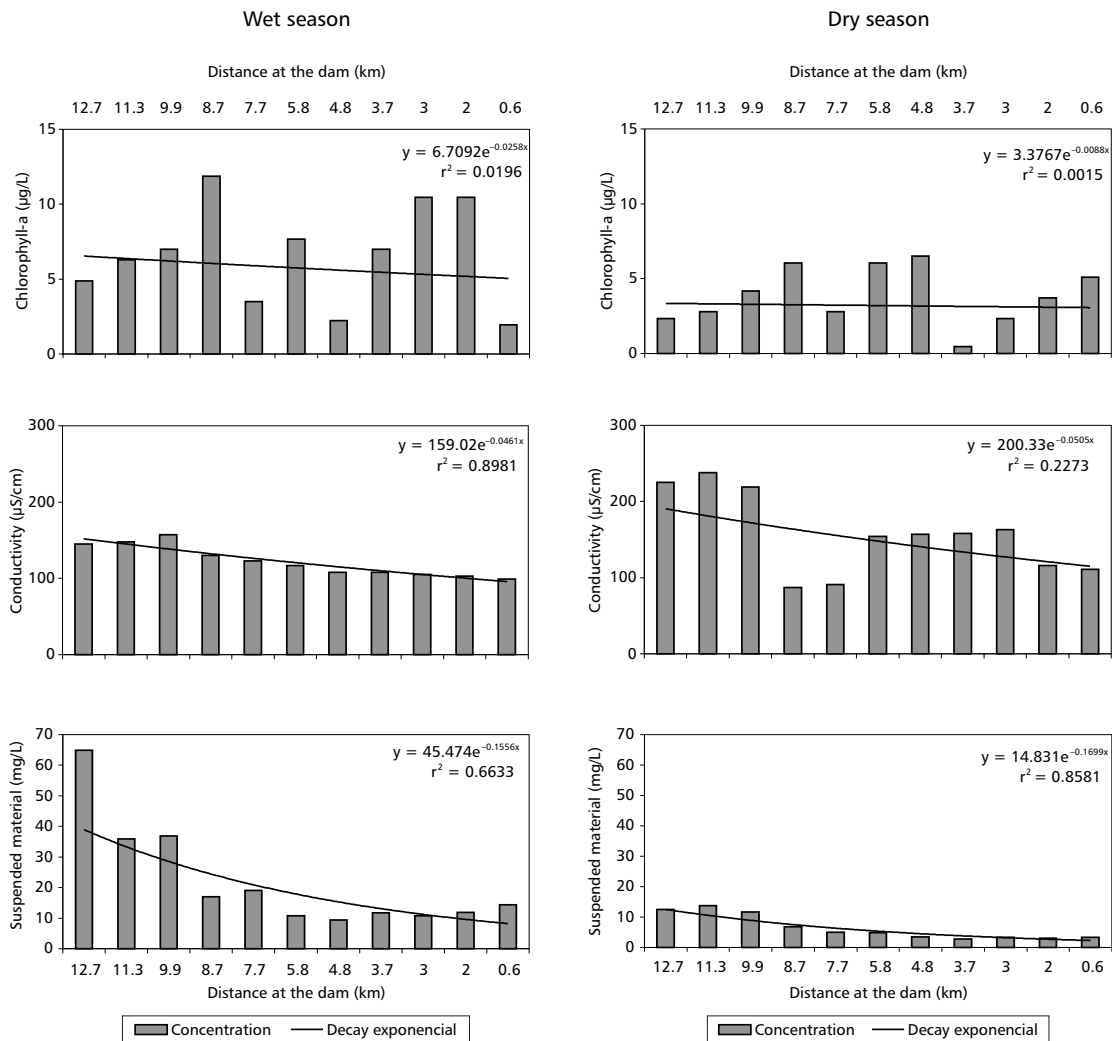 Wet season
Distance at the dam (km)
12.7 11.3 9.9 8.7 7.7 5.8 4.8 3.7 3 2 0.6
15
10
5
0
Chlorophyll-a (µg/L)
y = 6.7092e^–0.0258x
r² = 0.0196
300
200
100
0
Conductivity (µS/cm)
y = 159.02e^–0.0461x
r² = 0.8981
70
60
50
40
30
20
10
0
Suspended material (mg/L)
y = 45.474e^–0.1556x
r² = 0.6633
12.7 11.3 9.9 8.7 7.7 5.8 4.8 3.7 3 2 0.6
Distance at the dam (km)
Concentration Decay exponencial
Dry season
Distance at the dam (km)
12.7 11.3 9.9 8.7 7.7 5.8 4.8 3.7 3 2 0.6
15
10
5
0
Chlorophyll-a (µg/L)
y = 3.3767e^–0.0088x
r² = 0.0015
300
200
100
0
Conductivity (µS/cm)
y = 200.33e^–0.0505x
r² = 0.2273
70
60
50
40
30
20
10
0
Suspended material (mg/L)
y = 14.831e^–0.1699x
r² = 0.8581
12.7 11.3 9.9 8.7 7.7 5.8 4.8 3.7 3 2 0.6
Distance at the dam (km)
Concentration Decay exponencial